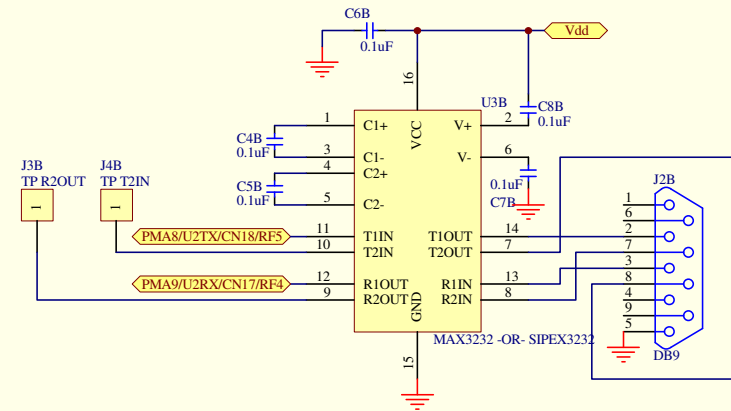 C6B
0.1uF
Vdd
16
VCC
U3B
C8B
0.1uF
1
C1+
V+
2
C4B
0.1uF
3
C1-
V-
6
4
C2+
C5B
0.1uF
5
C2-
0.1uF
C7B
J3B
TP R2OUT
1
J4B
TP T2IN
1
PMA8/U2TX/CN18/RF5
11
T1IN
T1OUT
14
10
T2IN
T2OUT
7
PMA9/U2RX/CN17/RF4
12
R1OUT
R1IN
13
9
R2OUT
R2IN
8
GND
15
MAX3232 -OR- SIPEX3232
J2B
1
6
2
7
3
8
4
9
5
DB9